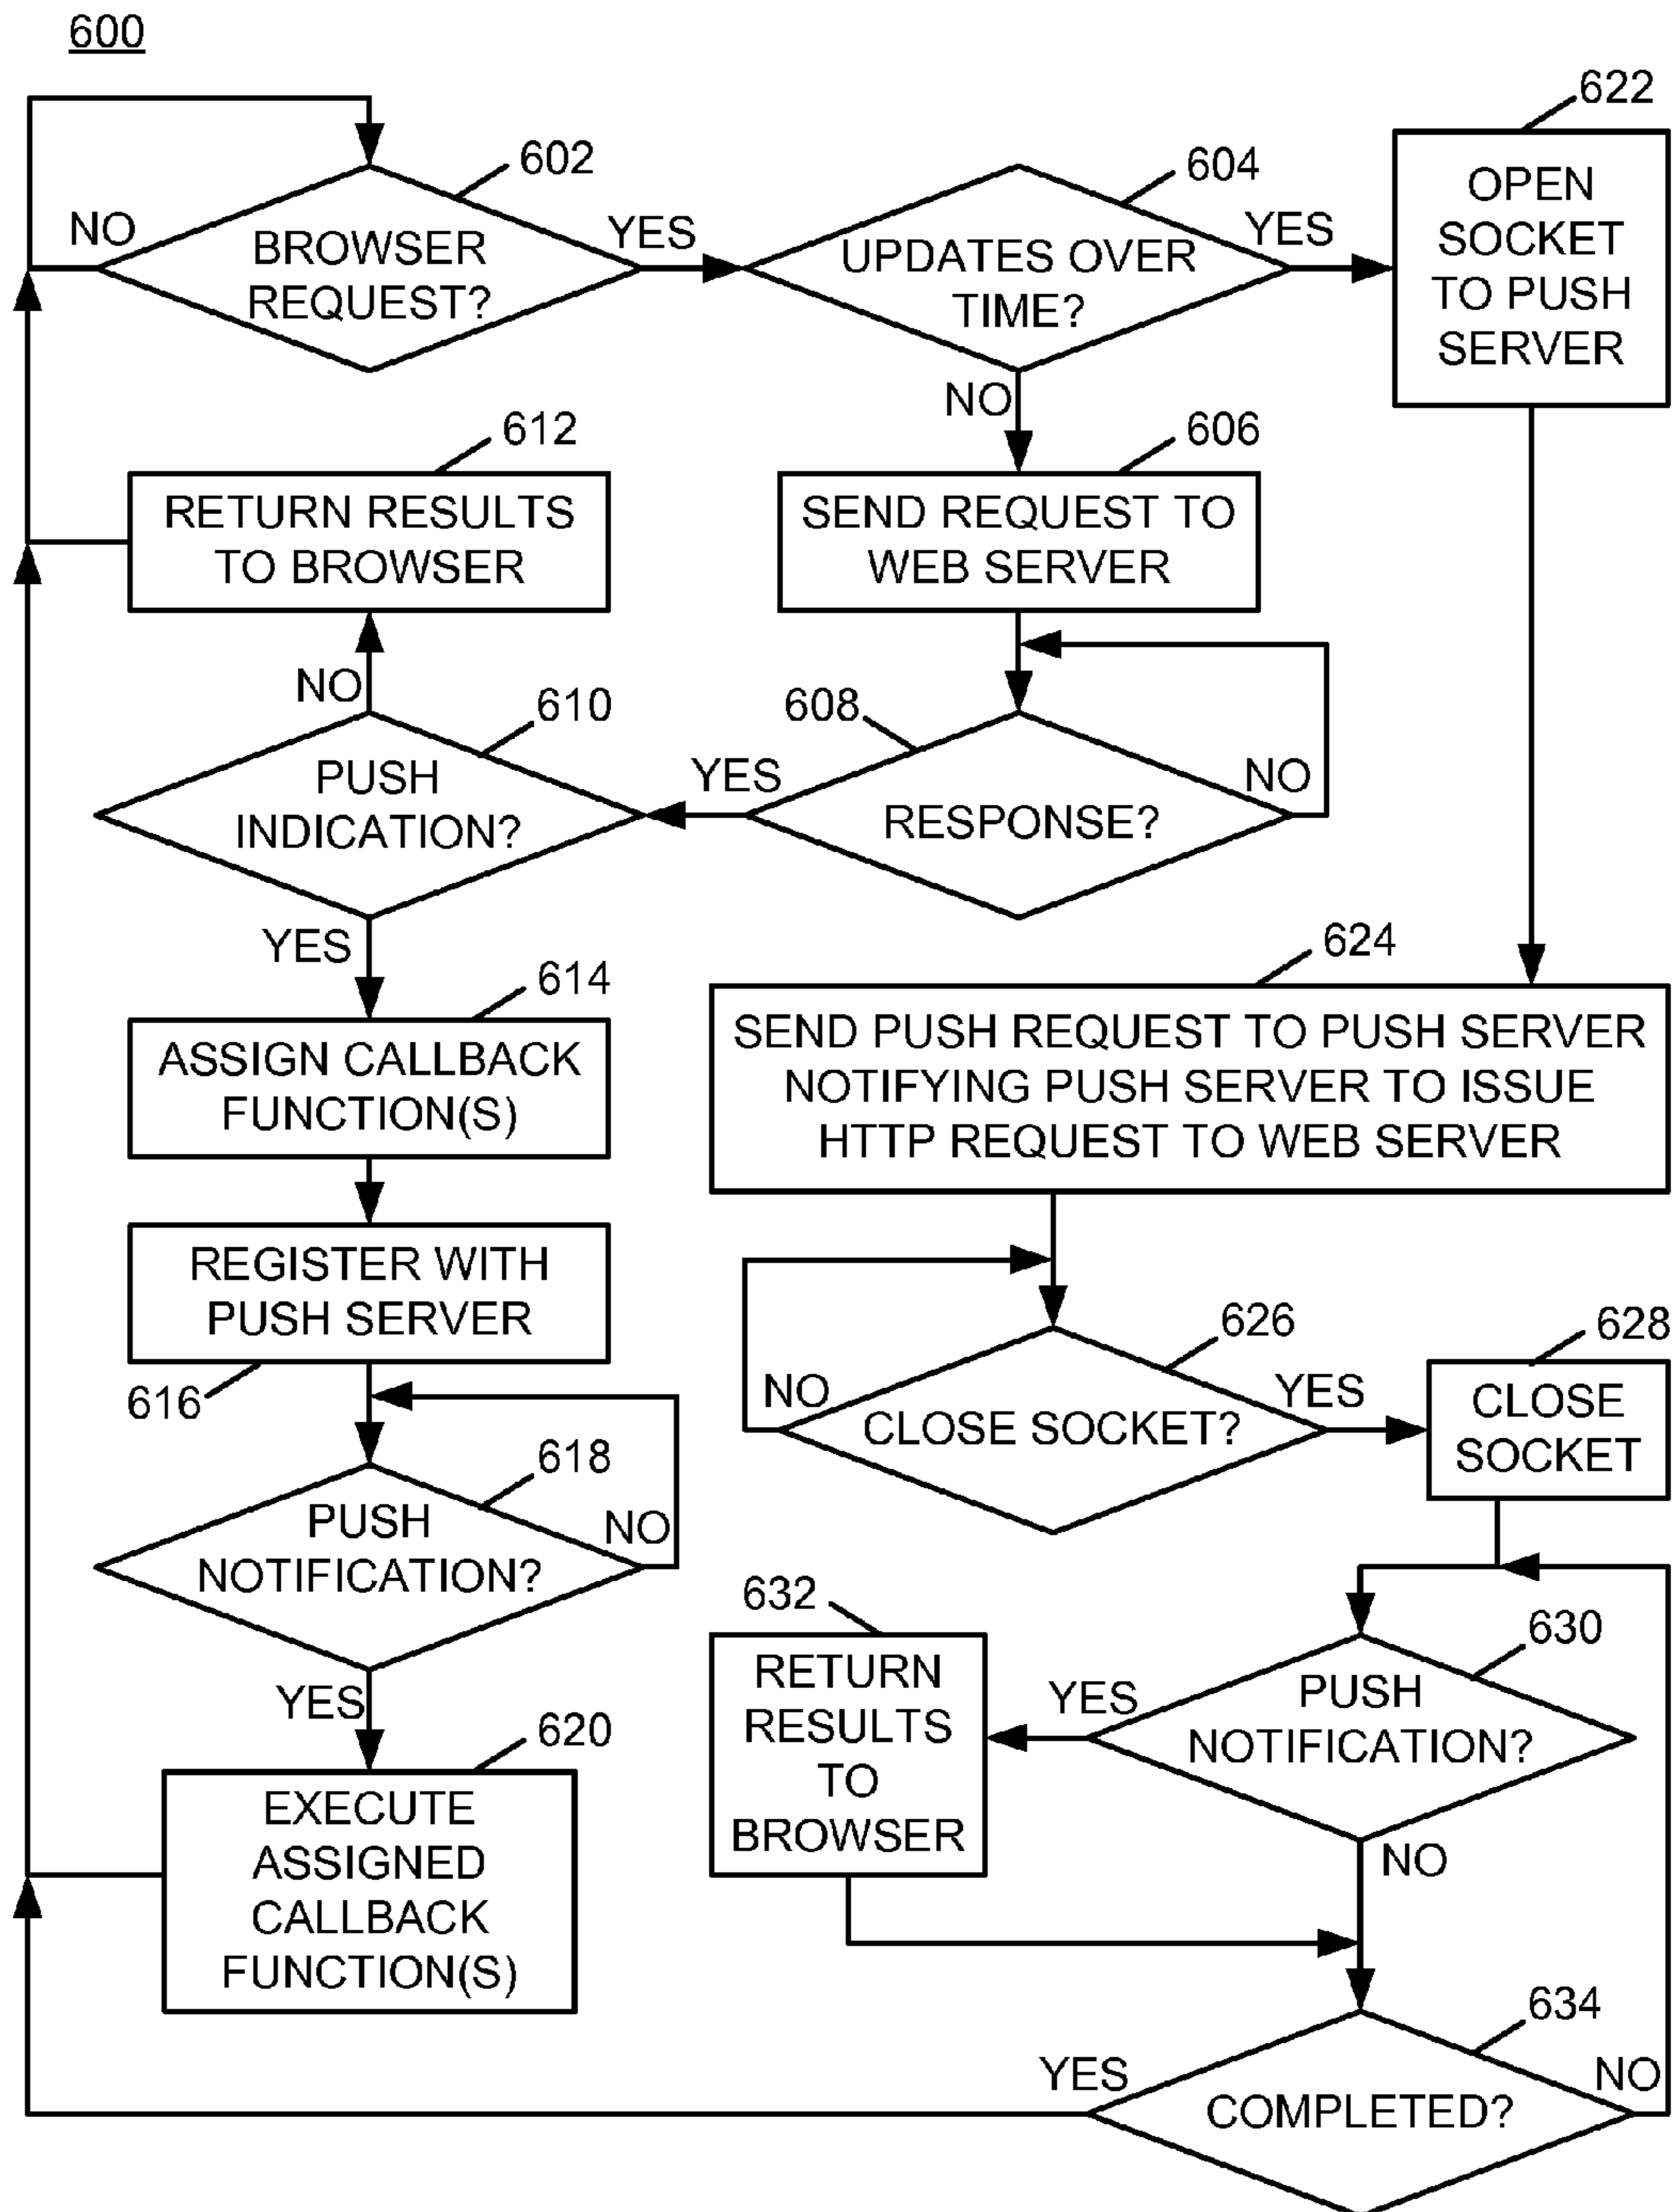 600
622
602
604
NO
BROWSER
REQUEST?
YES
UPDATES OVER
TIME?
YES
OPEN
SOCKET
TO PUSH
SERVER
NO
612
606
RETURN RESULTS
TO BROWSER
SEND REQUEST TO
WEB SERVER
NO
610
608
PUSH
INDICATION?
YES
RESPONSE?
NO
YES
624
614
SEND PUSH REQUEST TO PUSH SERVER
NOTIFYING PUSH SERVER TO ISSUE
HTTP REQUEST TO WEB SERVER
ASSIGN CALLBACK
FUNCTION(S)
REGISTER WITH
PUSH SERVER
616
626
628
NO
CLOSE SOCKET?
YES
CLOSE
SOCKET
618
PUSH
NOTIFICATION?
NO
632
630
RETURN
RESULTS
TO
BROWSER
YES
PUSH
NOTIFICATION?
YES
620
NO
EXECUTE
ASSIGNED
CALLBACK
FUNCTION(S)
634
YES
COMPLETED?
NO